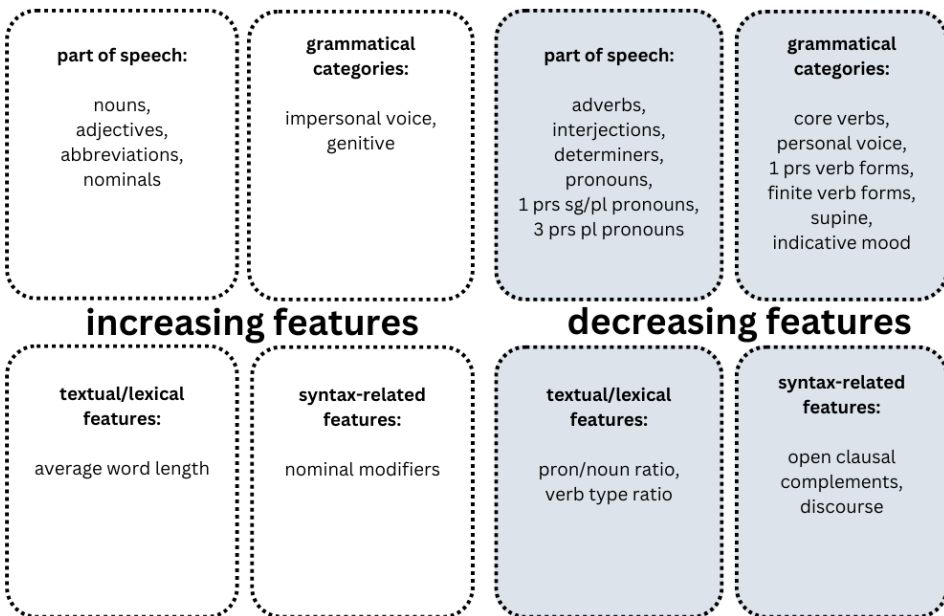 part of speech:
nouns,
adjectives,
abbreviations,
nominals
grammatical
categories:
impersonal voice,
genitive
part of speech:
adverbs,
interjections,
determiners,
pronouns,
1 prs sg/pl pronouns,
3 prs pl pronouns
grammatical
categories:
core verbs,
personal voice,
1 prs verb forms,
finite verb forms,
supine,
indicative mood
increasing features
decreasing features
textual/lexical
features:
average word length
syntax-related
features:
nominal modifiers
textual/lexical
features:
pron/noun ratio,
verb type ratio
syntax-related
features:
open clausal
complements,
discourse